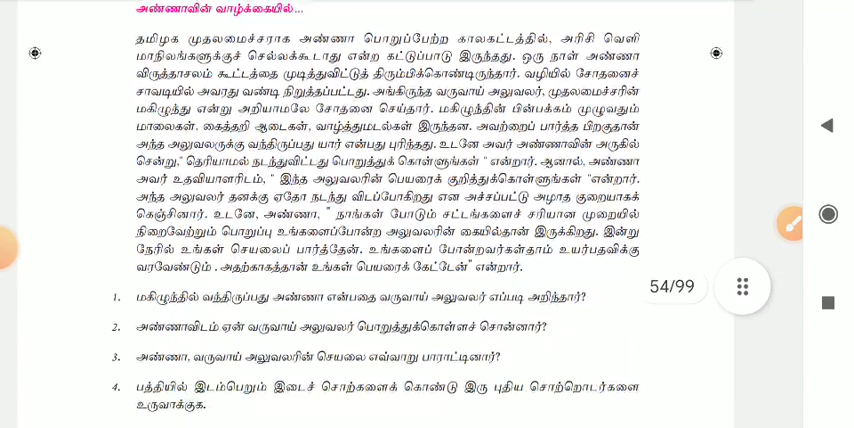 அண்ணாவின் வாழ்க்கையில்...
தமிழக முதலமைச்சராக அண்ணா பொறுப்பேற்ற காலகட்டத்தில், அரிசி வெளி
மாநிலங்களுக்குச் செல்லக்கூடாது என்ற கட்டுப்பாடு இருந்தது. ஒரு நாள் அண்ணா
விருத்தாசலம் கூட்டத்தை முடித்துவிட்டுத் திரும்பிக்கொண்டிருந்தார். வழியில் சோதனைச்
சாவடியில் அவரது வண்டி நிறுத்தப்பட்டது. அங்கிருந்த வருவாய் அலுவலர், முதலமைச்சரின்
மகிழுந்து என்று அறியாமலே சோதனை செய்தார். மகிழுந்தின் பின்பக்கம் முழுவதும்
மாலைகள், கைத்தறி ஆடைகள், வாழ்த்துமடல்கள் இருந்தன. அவற்றைப் பார்த்த பிறகுதான்
அந்த அலுவலருக்கு வந்திருப்பது யார் என்பது புரிந்தது. உடனே அவர் அண்ணாவின் அருகில்
சென்று," தெரியாமல் நடந்துவிட்டது பொறுத்துக் கொள்ளுங்கள் " என்றார். ஆனால், அண்ணா
அவர் உதவியாளரிடம், " இந்த அலுவலரின் பெயரைக் குறித்துக்கொள்ளுங்கள் "என்றார்.
அந்த அலுவலர் தனக்கு ஏதோ நடந்து விடப்போகிறது என அச்சப்பட்டு அழாத குறையாகக்
கெஞ்சினார். உடனே, அண்ணா, " நாங்கள் போடும் சட்டங்களைச் சரியான முறையில்
நிறைவேற்றும் பொறுப்பு உங்களைப்போன்ற அலுவலரின் கையில்தான் இருக்கிறது. இன்று
நேரில் உங்கள் செயலைப் பார்த்தேன். உங்களைப் போன்றவர்கள்தாம் உயர்பதவிக்கு
வரவேண்டும் . அதற்காகத்தான் உங்கள் பெயரைக் கேட்டேன்" என்றார்.
1. மகிழுந்தில் வந்திருப்பது அண்ணா என்பதை வருவாய் அலுவலர் எப்படி அறிந்தார்?
2. அண்ணாவிடம் ஏன் வருவாய் அலுவலர் பொறுத்துக்கொள்ளச் சொன்னார்?
3. அண்ணா, வருவாய் அலுவலரின் செயலை எவ்வாறு பாராட்டினார்?
4. பத்தியில் இடம்பெறும் இடைச் சொற்களைக் கொண்டு இரு புதிய சொற்றொடர்களை
உருவாக்குக.
54/99